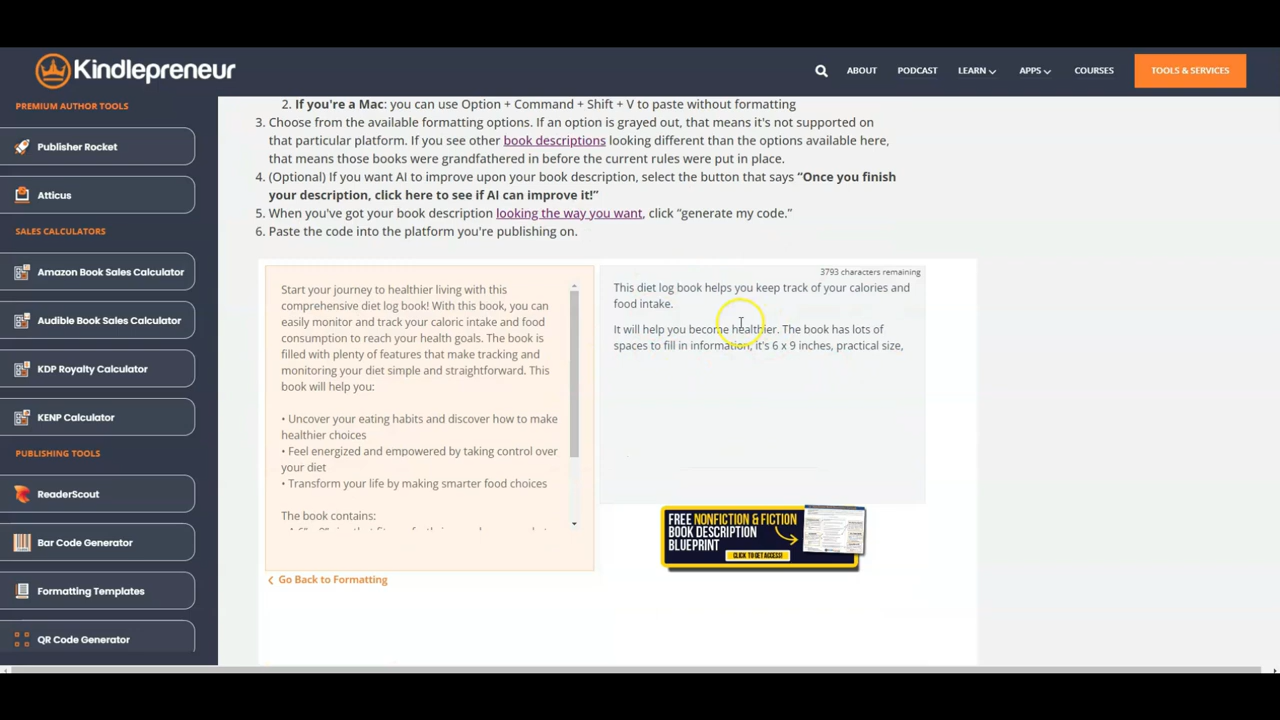 Kindlepreneur
ABOUT
PODCAST
LEARN
APPS
COURSES
TOOLS & SERVICES
PREMIUM AUTHOR TOOLS
Publisher Rocket
Atticus
SALES CALCULATORS
Amazon Book Sales Calculator
Audible Book Sales Calculator
KDP Royalty Calculator
KENP Calculator
PUBLISHING TOOLS
ReaderScout
Bar Code Generator
Formatting Templates
QR Code Generator
2. If you're a Mac: you can use Option + Command + Shift + V to paste without formatting
3. Choose from the available formatting options. If an option is grayed out, that means it's not supported on
that particular platform. If you see other book descriptions looking different than the options available here,
that means those books were grandfathered in before the current rules were put in place.
4. (Optional) If you want AI to improve upon your book description, select the button that says “Once you finish
your description, click here to see if AI can improve it!”
5. When you've got your book description looking the way you want, click “generate my code.”
6. Paste the code into the platform you're publishing on.
Start your journey to healthier living with this
comprehensive diet log book! With this book, you can
easily monitor and track your caloric intake and food
consumption to reach your health goals. The book is
filled with plenty of features that make tracking and
monitoring your diet simple and straightforward. This
book will help you:
• Uncover your eating habits and discover how to make
healthier choices
• Feel energized and empowered by taking control over
your diet
• Transform your life by making smarter food choices
The book contains:
3793 characters remaining
This diet log book helps you keep track of your calories and
food intake.
It will help you become healthier. The book has lots of
spaces to fill in information, it's 6 x 9 inches, practical size,
FREE NONFICTION & FICTION
BOOK DESCRIPTION
BLUEPRINT
CLICK TO GET ACCESS!
Go Back to Formatting